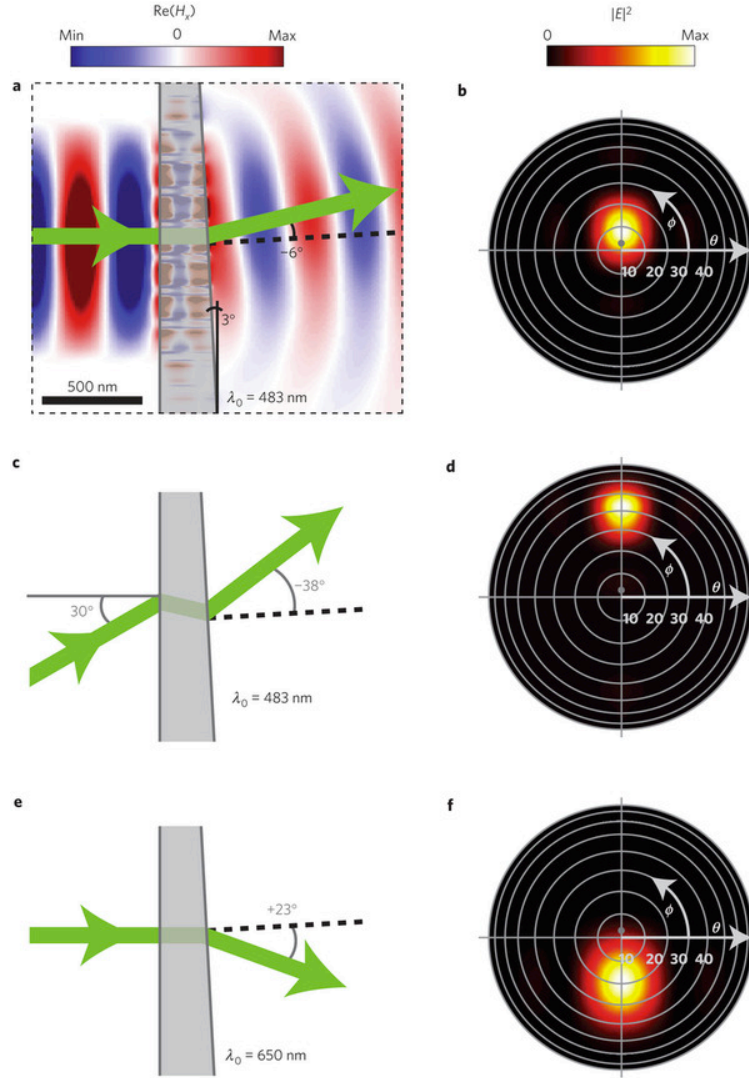 Re(Hₓ)
Min 0 Max
|E|²
0 Max
a
−6°
3°
500 nm
λ₀ = 483 nm
b
ϕ
θ
10 20 30 40
c
30°
−38°
λ₀ = 483 nm
d
ϕ
θ
10 20 30 40
e
+23°
λ₀ = 650 nm
f
ϕ
θ
10 20 30 40